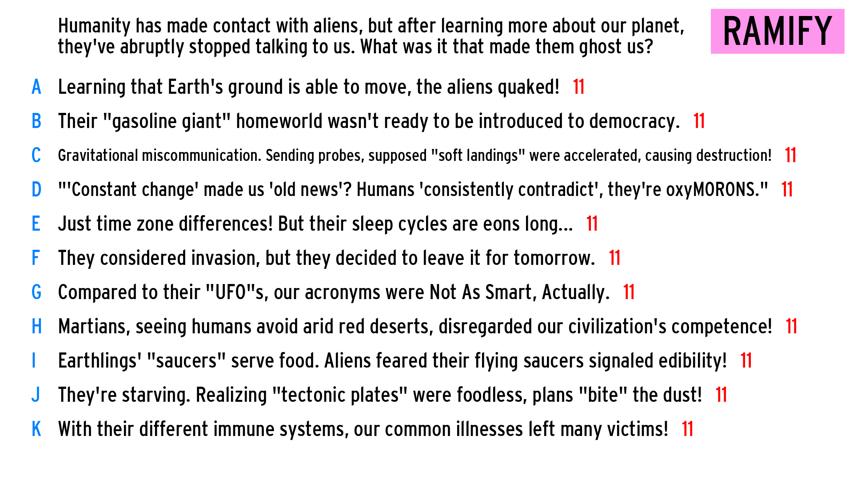 Humanity has made contact with aliens, but after learning more about our planet,
they've abruptly stopped talking to us. What was it that made them ghost us?
RAMIFY
A Learning that Earth's ground is able to move, the aliens quaked! 11
B Their "gasoline giant" homeworld wasn't ready to be introduced to democracy. 11
C Gravitational miscommunication. Sending probes, supposed "soft landings" were accelerated, causing destruction! 11
D "'Constant change' made us 'old news'? Humans 'consistently contradict', they're oxyMORONS." 11
E Just time zone differences! But their sleep cycles are eons long... 11
F They considered invasion, but they decided to leave it for tomorrow. 11
G Compared to their "UFO"s, our acronyms were Not As Smart, Actually. 11
H Martians, seeing humans avoid arid red deserts, disregarded our civilization's competence! 11
I Earthlings' "saucers" serve food. Aliens feared their flying saucers signaled edibility! 11
J They're starving. Realizing "tectonic plates" were foodless, plans "bite" the dust! 11
K With their different immune systems, our common illnesses left many victims! 11